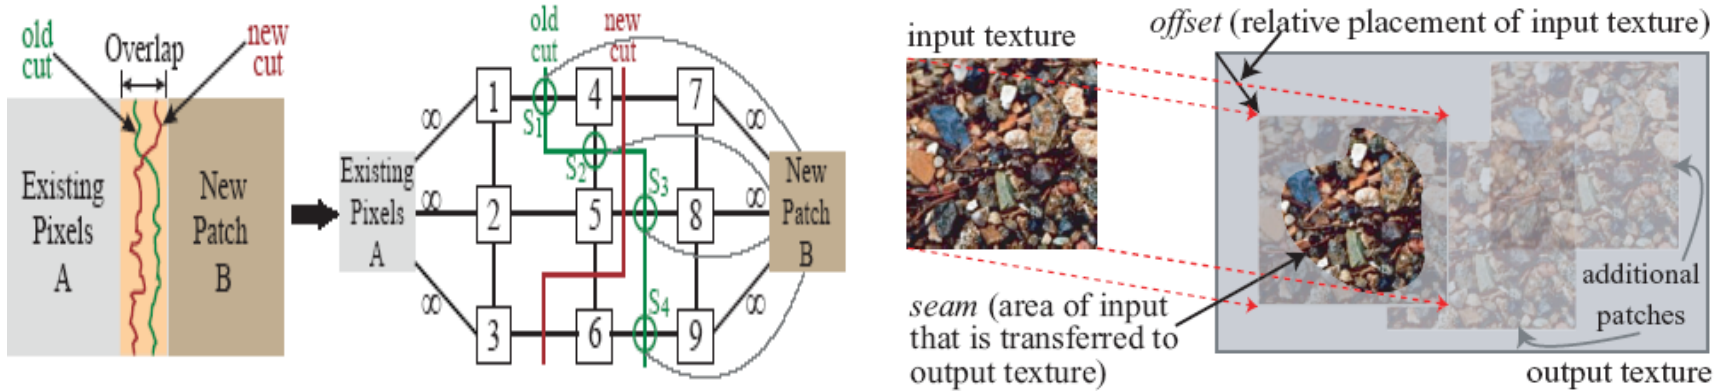 old
cut
Overlap
new
cut
Existing
Pixels
A
New
Patch
B
old
cut
new
cut
1
4
7
S1
∞
∞
S2
Existing
Pixels
A
∞
2
5
S3
8
New
Patch
B
∞
3
6
S4
9
∞
offset (relative placement of input texture)
input texture
seam (area of input
that is transferred to
output texture)
additional
patches
output texture